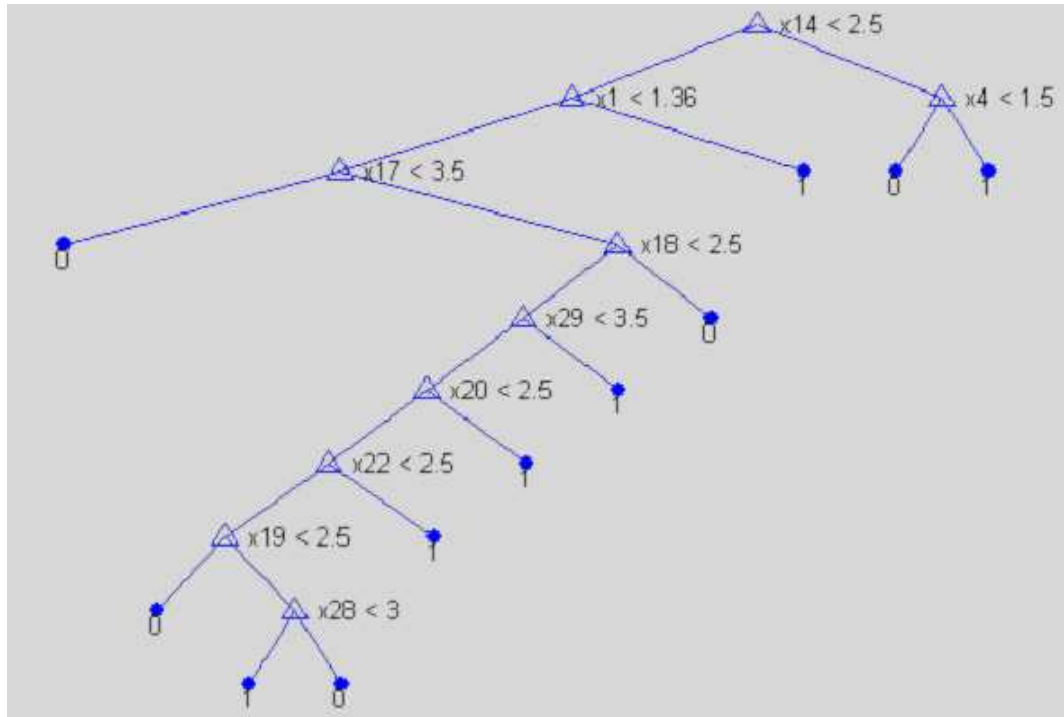 x14 < 2.5
x1 < 1.36
x4 < 1.5
x17 < 3.5
1
0
1
0
x18 < 2.5
x29 < 3.5
0
x20 < 2.5
1
x22 < 2.5
1
x19 < 2.5
1
0
x28 < 3
1
0